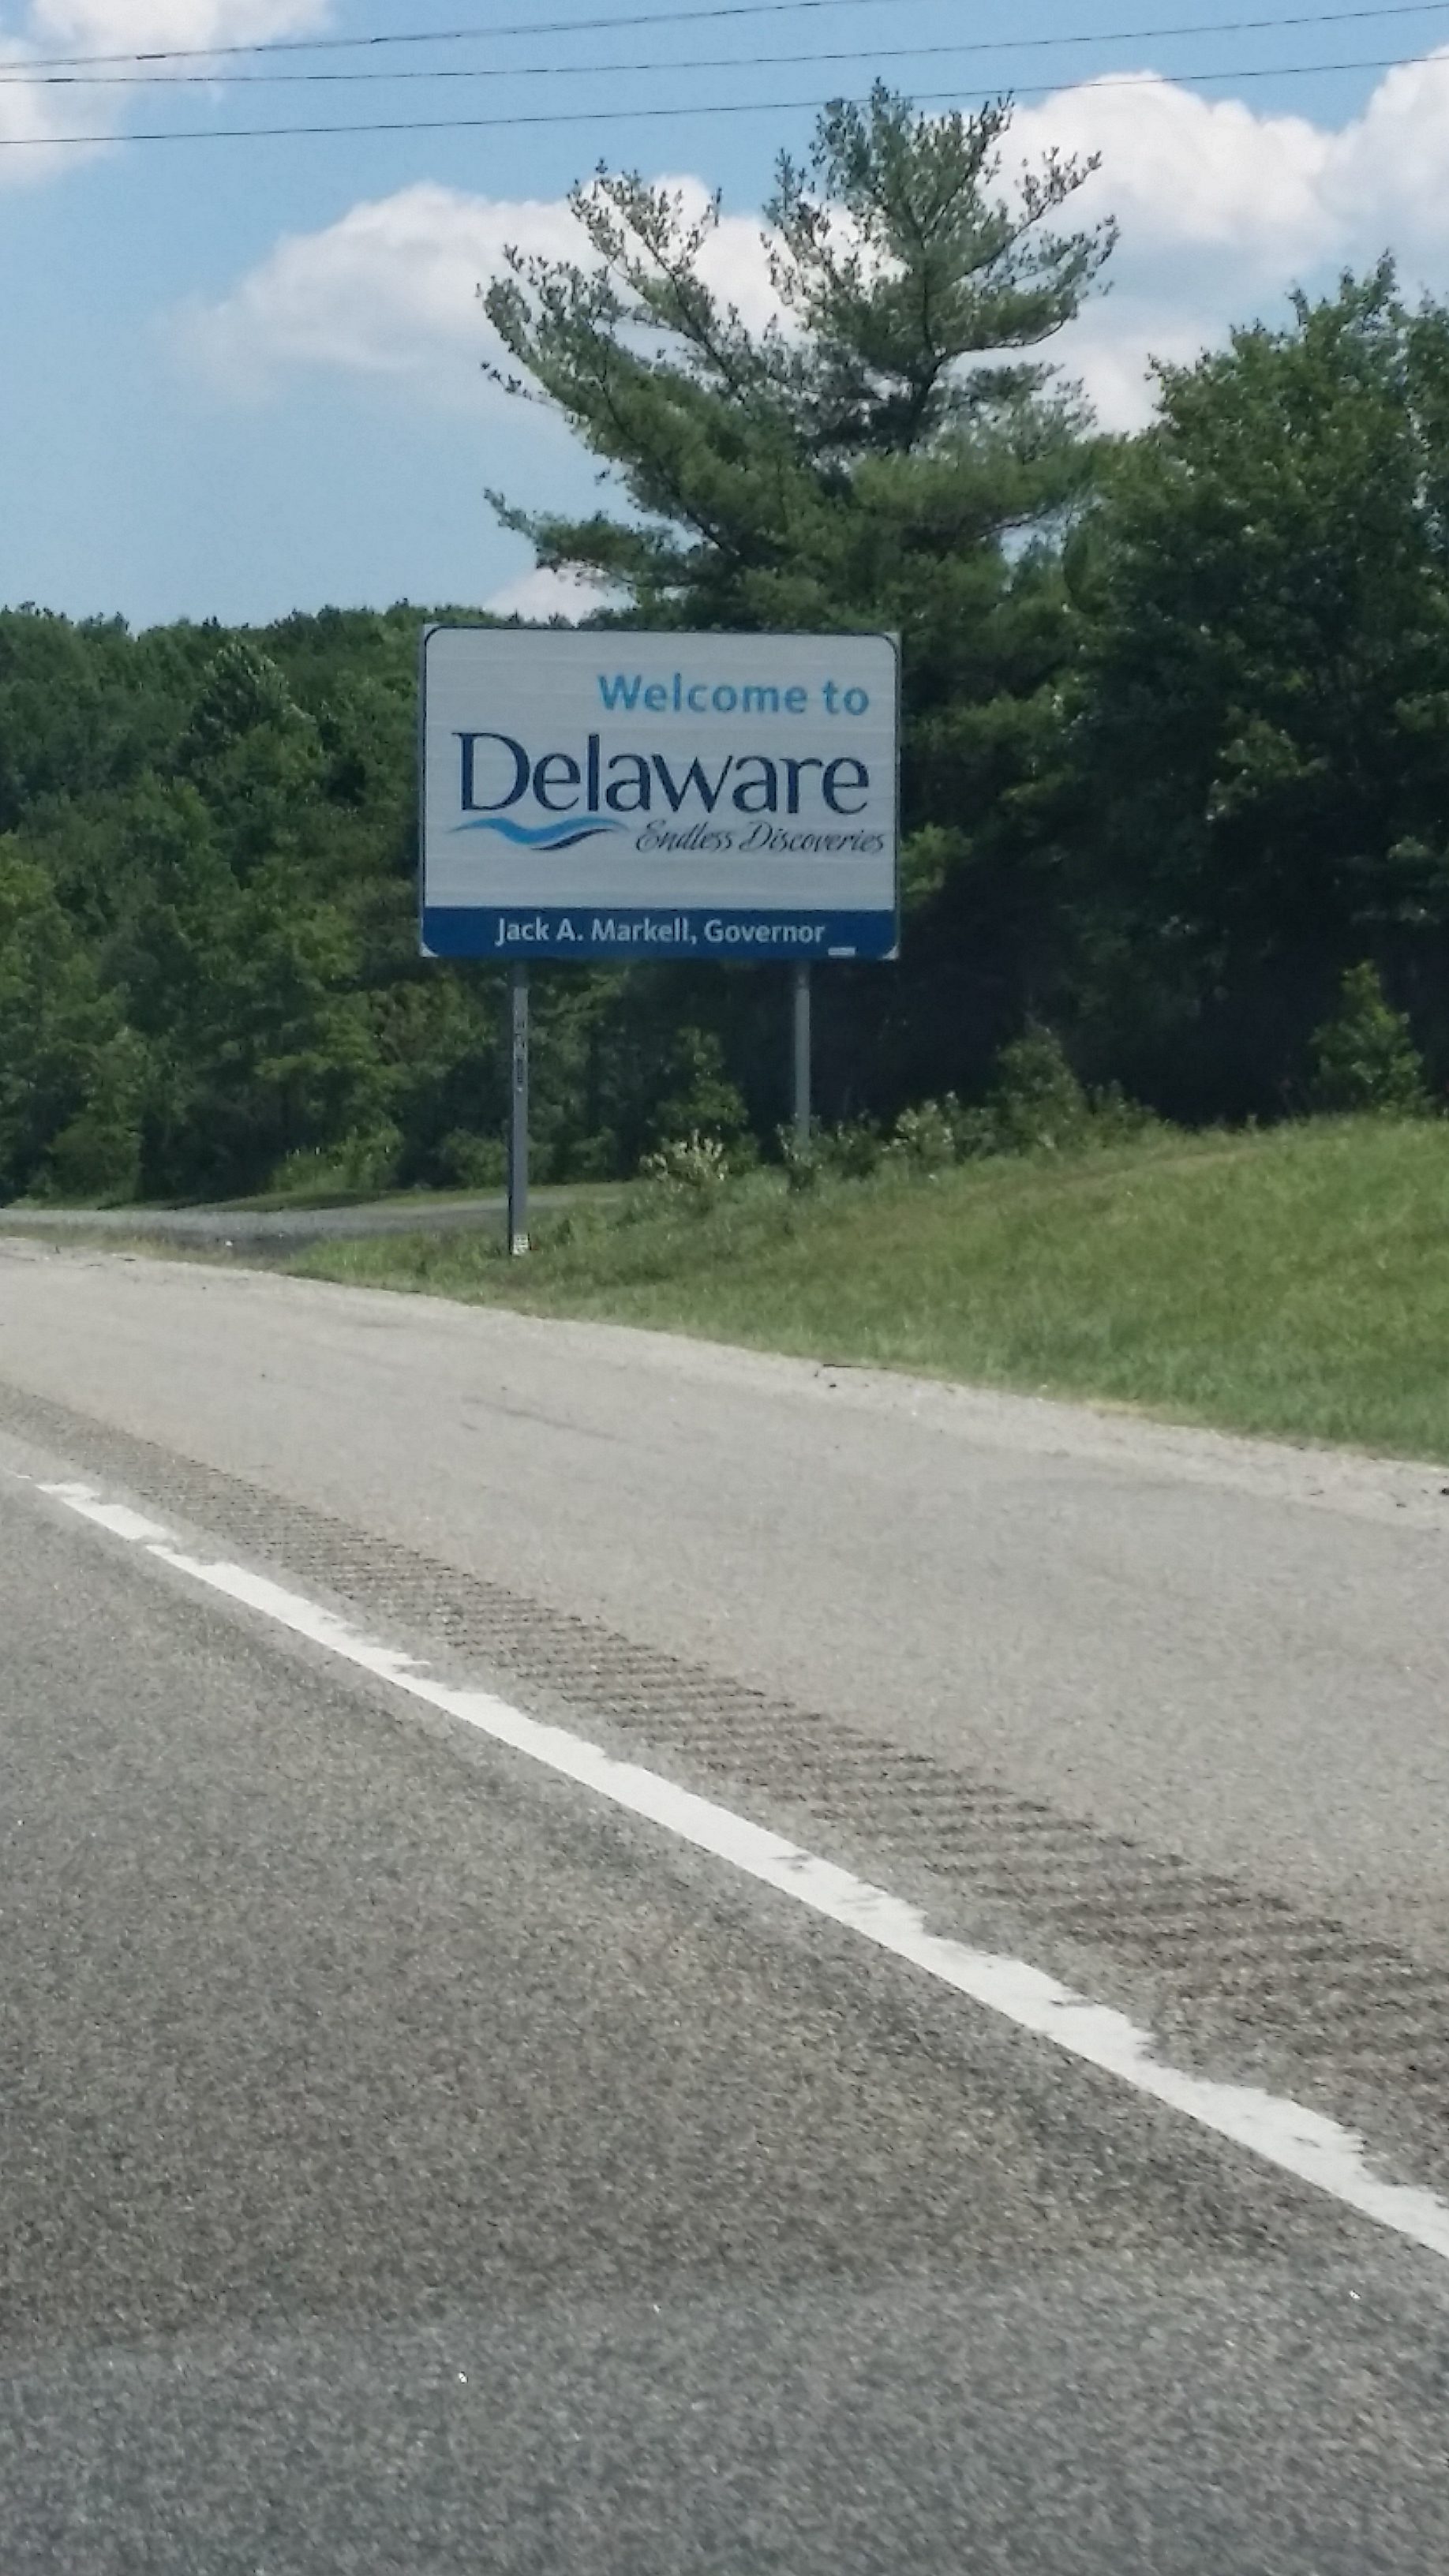 Welcome to
Delaware
Endless Discoveries
Jack A. Markell, Governor